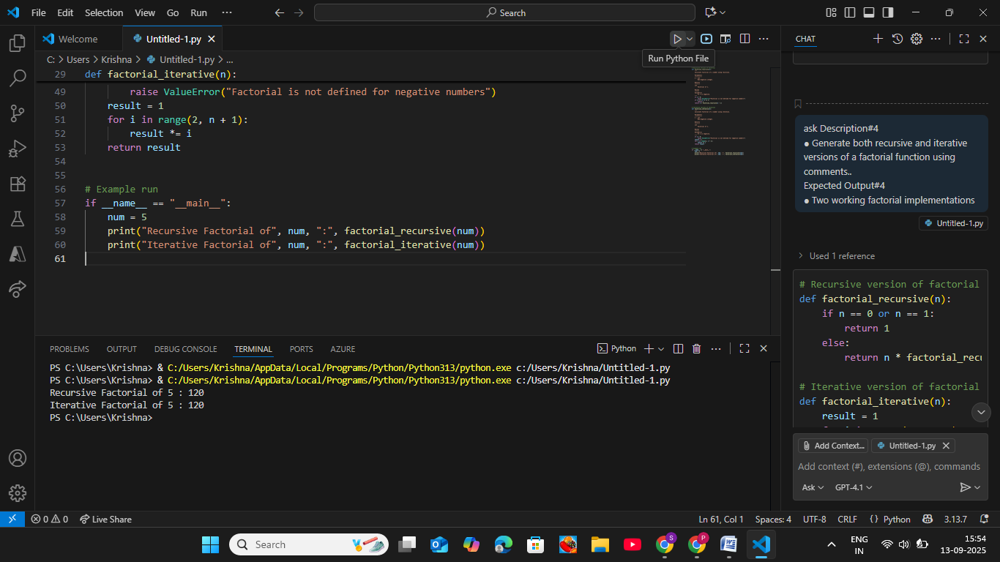 File Edit Selection View Go Run ··· Search
Welcome Untitled-1.py
Run Python File
C: > Users > Krishna > Untitled-1.py > ...
29 def factorial_iterative(n):
49 raise ValueError("Factorial is not defined for negative numbers")
50 result = 1
51 for i in range(2, n + 1):
52 result *= i
53 return result
54
55
56 # Example run
57 if __name__ == "__main__":
58 num = 5
59 print("Recursive Factorial of", num, ":", factorial_recursive(num))
60 print("Iterative Factorial of", num, ":", factorial_iterative(num))
61
PROBLEMS OUTPUT DEBUG CONSOLE TERMINAL PORTS AZURE Python
PS C:\Users\Krishna> & C:/Users/Krishna/AppData/Local/Programs/Python/Python313/python.exe c:/Users/Krishna/Untitled-1.py
PS C:\Users\Krishna> & C:/Users/Krishna/AppData/Local/Programs/Python/Python313/python.exe c:/Users/Krishna/Untitled-1.py
Recursive Factorial of 5 : 120
Iterative Factorial of 5 : 120
PS C:\Users\Krishna>
CHAT
ask Description#4
● Generate both recursive and iterative
versions of a factorial function using
comments..
Expected Output#4
● Two working factorial implementations
Untitled-1.py
> Used 1 reference
# Recursive version of factorial
def factorial_recursive(n):
if n == 0 or n == 1:
return 1
else:
return n * factorial_recu
# Iterative version of factorial
def factorial_iterative(n):
result = 1
Add Context... Untitled-1.py
Add context (#), extensions (@), commands
Ask GPT-4.1
0 0 Live Share Ln 61, Col 1 Spaces: 4 UTF-8 CRLF {} Python 3.13.7
Search S P ENG 15:54
IN 13-09-2025